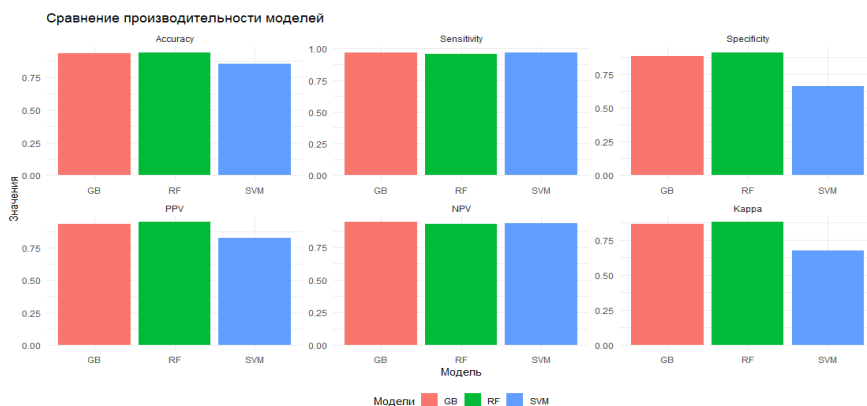 Сравнение производительности моделей
Accuracy
Sensitivity
Specificity
0.75
0.50
0.25
0.00
1.00
0.75
0.50
0.25
0.00
0.75
0.50
0.25
0.00
GB RF SVM
GB RF SVM
GB RF SVM
Значения
PPV
NPV
Kappa
0.75
0.50
0.25
0.00
0.75
0.50
0.25
0.00
0.75
0.50
0.25
0.00
GB RF SVM
GB RF SVM
GB RF SVM
Модель
Модели GB RF SVM